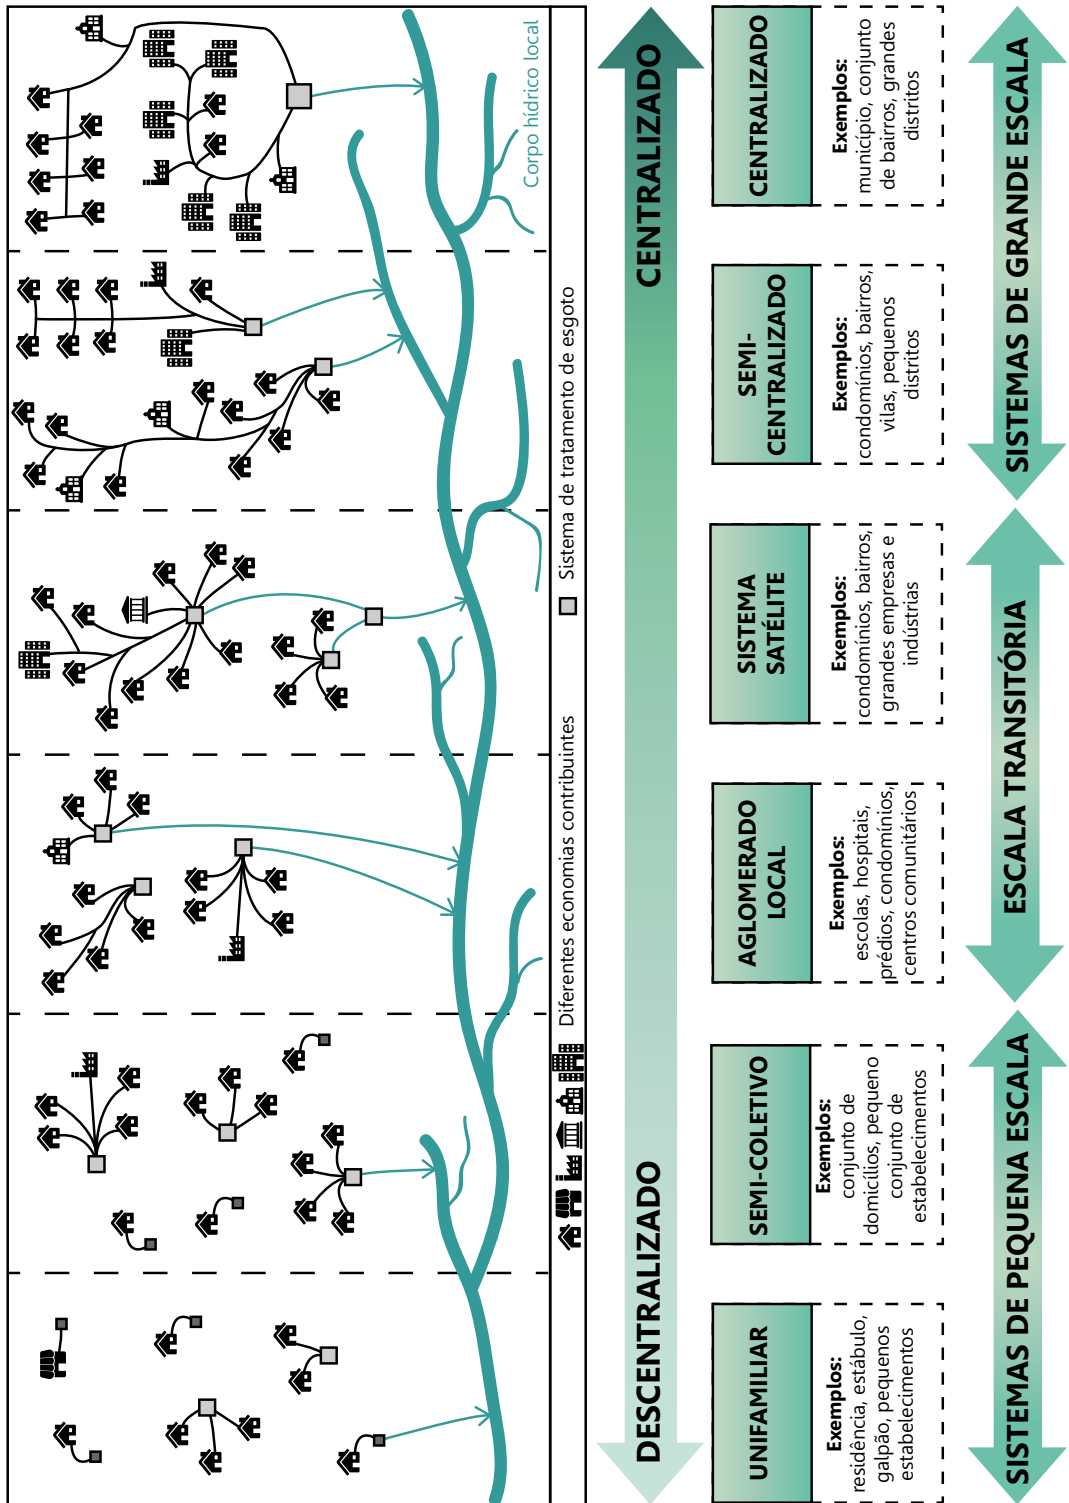 Corpo hídrico local
Diferentes economias contribuintes
Sistema de tratamento de esgoto
DESCENTRALIZADO
CENTRALIZADO
UNIFAMILIAR
Exemplos:
residência, estábulo,
galpão, pequenos
estabelecimentos
SEMI-COLETIVO
Exemplos:
conjunto de
domicílios, pequeno
conjunto de
estabelecimentos
AGLOMERADO
LOCAL
Exemplos:
escolas, hospitais,
prédios, condomínios,
centros comunitários
SISTEMA
SATÉLITE
Exemplos:
condomínios, bairros,
grandes empresas e
indústrias
SEMI-
CENTRALIZADO
Exemplos:
condomínios, bairros,
vilas, pequenos
distritos
CENTRALIZADO
Exemplos:
município, conjunto
de bairros, grandes
distritos
SISTEMAS DE PEQUENA ESCALA
ESCALA TRANSITÓRIA
SISTEMAS DE GRANDE ESCALA